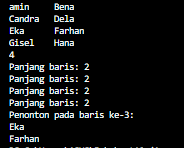 amin    Bena
Candra  Dela
Eka     Farhan
Gisel   Hana
4
Panjang baris: 2
Panjang baris: 2
Panjang baris: 2
Panjang baris: 2
Penonton pada baris ke-3:
Eka
Farhan